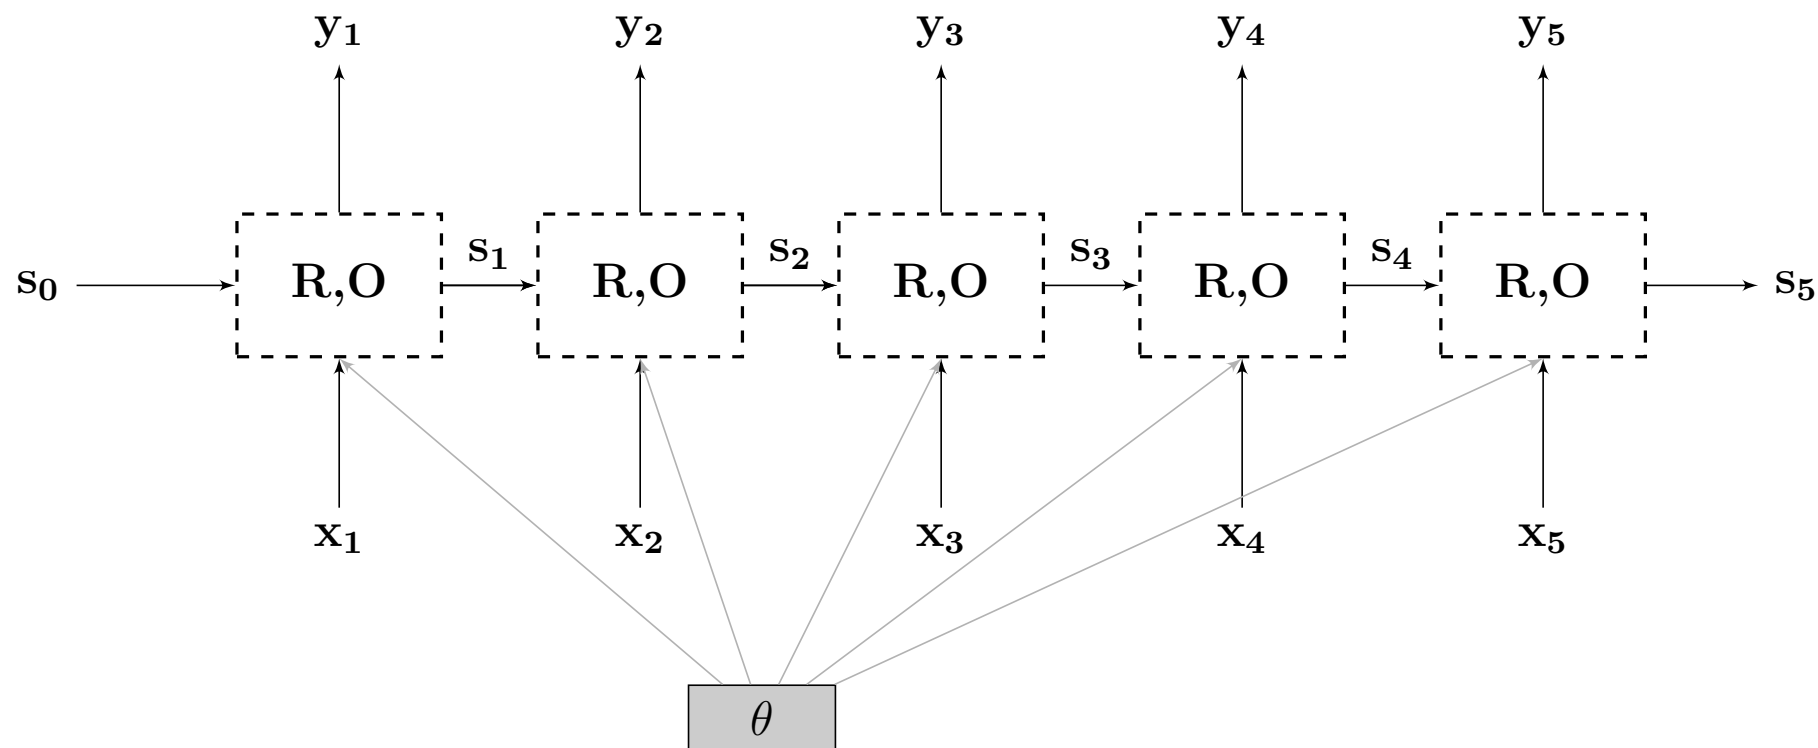 y₁ y₂ y₃ y₄ y₅
s₀ R,O s₁ R,O s₂ R,O s₃ R,O s₄ R,O s₅
x₁ x₂ x₃ x₄ x₅
θ